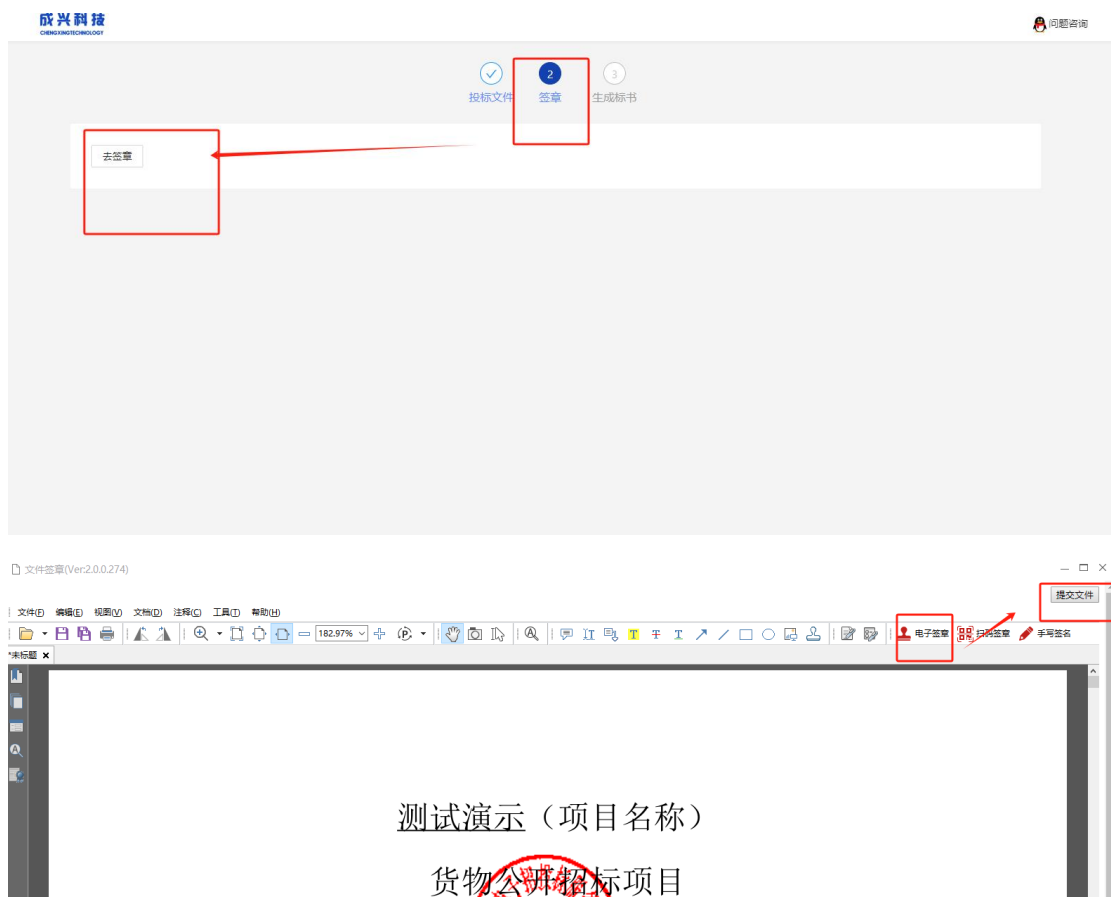 成兴科技
CHENGXINGTECHNOLOGY
问题咨询
2
3
投标文件
签章
生成标书
去签章
文件签章(Ver:2.0.0.274)
提交文件
文件(F) 编辑(E) 视图(V) 文档(D) 注释(C) 工具(T) 帮助(H)
182.97%
电子签章 扫码签章 手写签名
*未标题
测试演示（项目名称）
货物公开招标项目